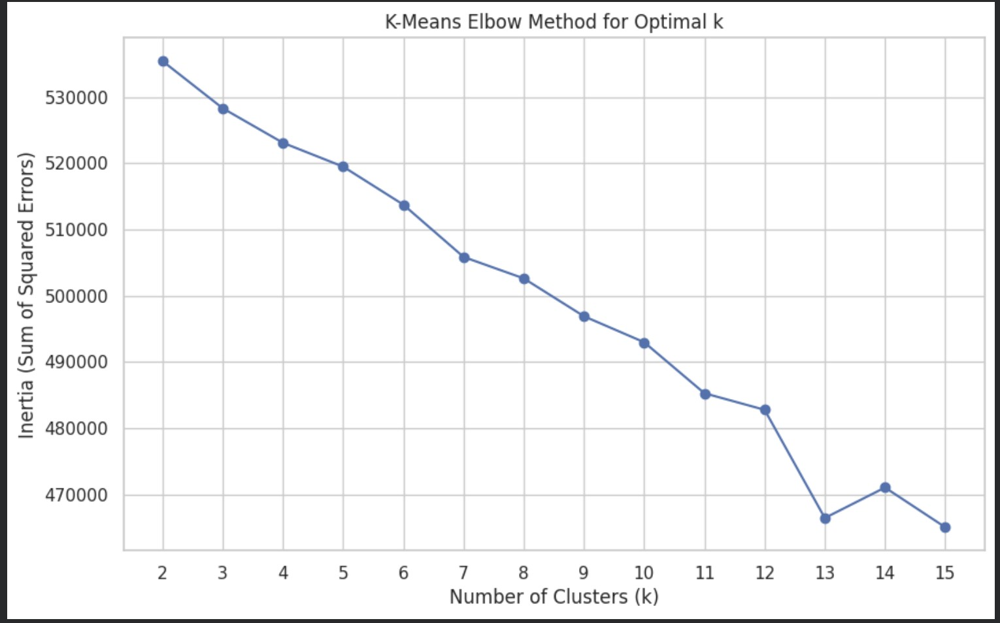 K-Means Elbow Method for Optimal k
Inertia (Sum of Squared Errors)
530000
520000
510000
500000
490000
480000
470000
2 3 4 5 6 7 8 9 10 11 12 13 14 15
Number of Clusters (k)